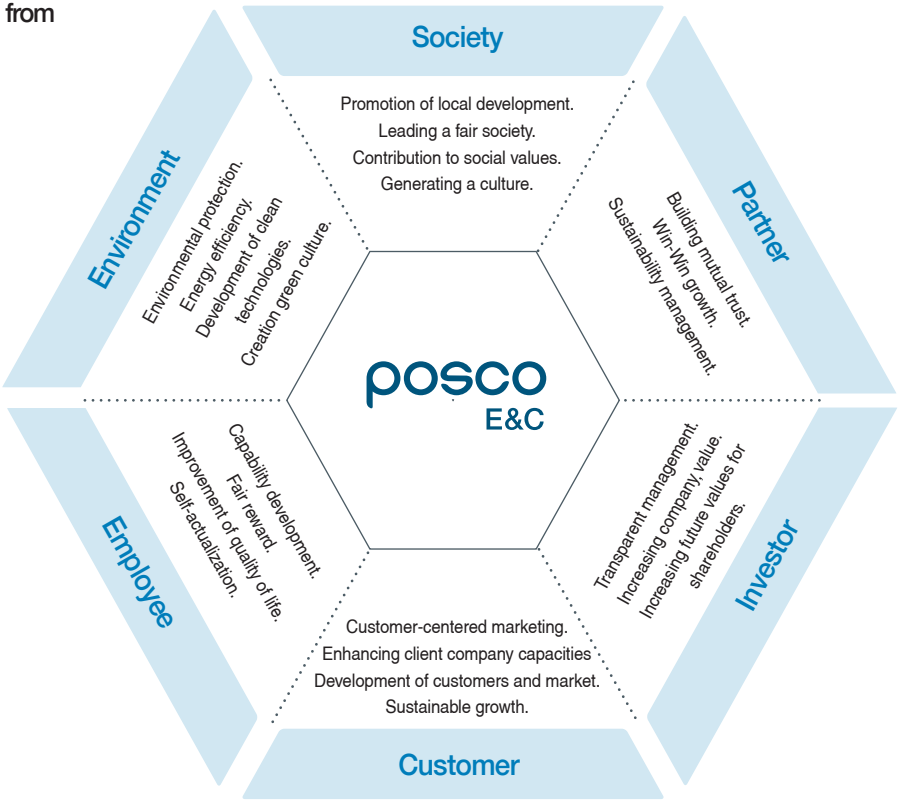 from
Society
Promotion of local development.
Leading a fair society.
Contribution to social values.
Generating a culture.
Partner
Building mutual trust.
Win-Win growth.
Sustainability management.
Investor
Transparent management.
Increasing company, value.
Increasing future values for
shareholders.
Customer-centered marketing.
Enhancing client company capacities
Development of customers and market.
Sustainable growth.
Customer
Employee
Capability development.
Fair reward.
Improvement of quality of life.
Self-actualization.
Environment
Environmental protection.
Energy efficiency.
Development of clean
technologies.
Creation green culture.
posco
E&C